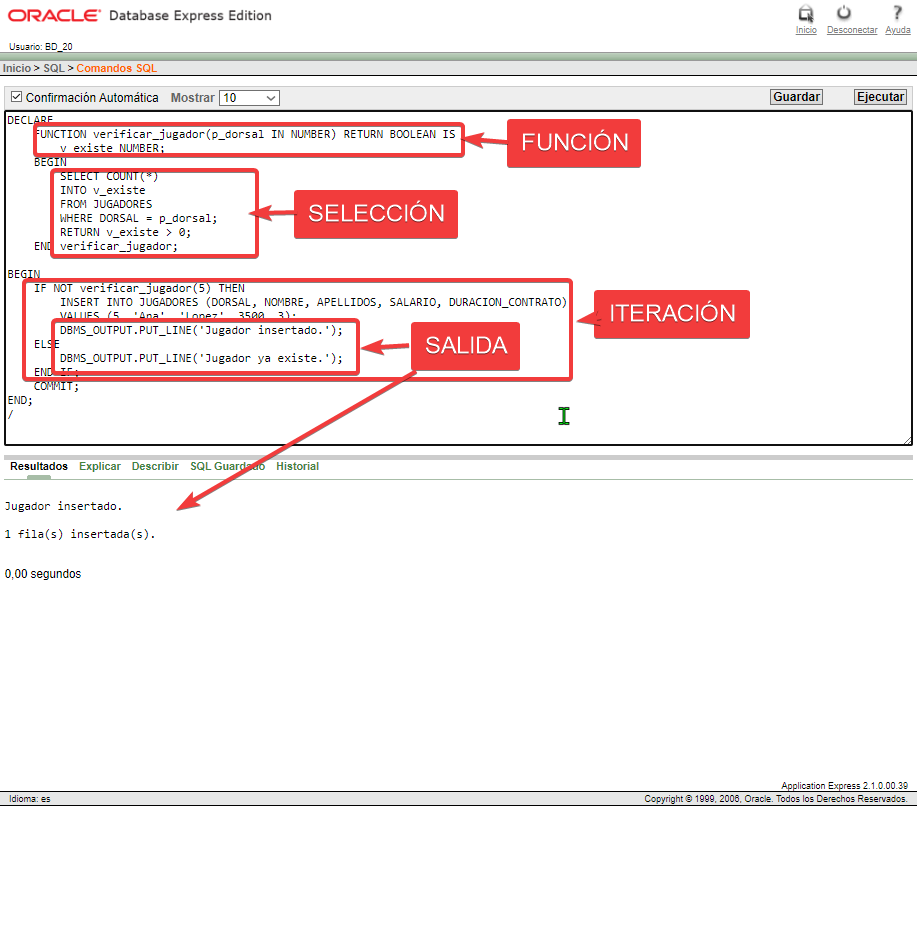 ORACLE® Database Express Edition
Inicio Desconectar Ayuda
Usuario: BD_20
Inicio > SQL > Comandos SQL
Confirmación Automática Mostrar 10 Guardar Ejecutar
DECLARE
FUNCTION verificar_jugador(p_dorsal IN NUMBER) RETURN BOOLEAN IS
v_existe NUMBER;
FUNCIÓN
BEGIN
SELECT COUNT(*)
INTO v_existe
FROM JUGADORES
WHERE DORSAL = p_dorsal;
RETURN v_existe > 0;
END verificar_jugador;
SELECCIÓN
BEGIN
IF NOT verificar_jugador(5) THEN
INSERT INTO JUGADORES (DORSAL, NOMBRE, APELLIDOS, SALARIO, DURACION_CONTRATO)
VALUES (5, 'Ana', 'Lopez', 3500, 3);
DBMS_OUTPUT.PUT_LINE('Jugador insertado.');
ELSE
DBMS_OUTPUT.PUT_LINE('Jugador ya existe.');
END IF;
COMMIT;
END;
/
ITERACIÓN
SALIDA
Resultados Explicar Describir SQL Guardado Historial
Jugador insertado.
1 fila(s) insertada(s).
0,00 segundos
Application Express 2.1.0.00.39
Idioma: es Copyright © 1999, 2006, Oracle. Todos los Derechos Reservados.